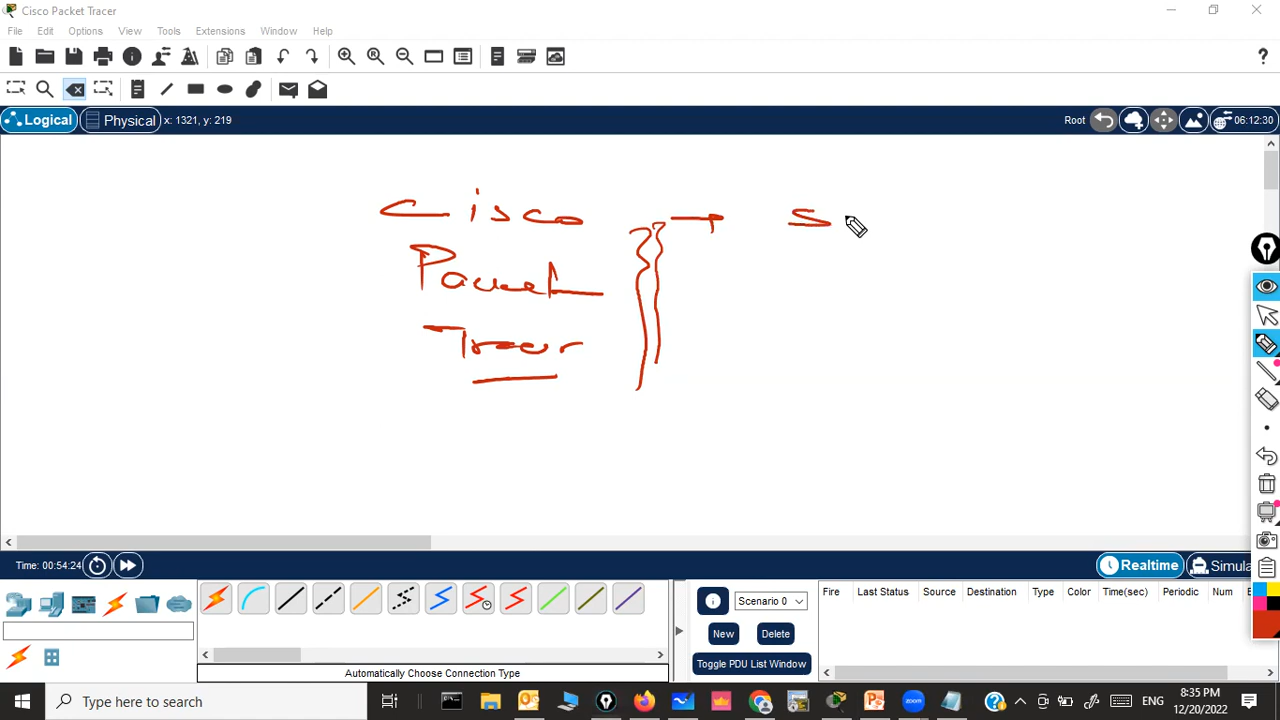 Cisco Packet Tracer
File Edit Options View Tools Extensions Window Help
Logical Physical x: 1321, y: 219 Root 06:12:30
Cisco → S
Packet
Tracer
Time: 00:54:24 Realtime Simula
Scenario 0
New Delete
Toggle PDU List Window
Fire Last Status Source Destination Type Color Time(sec) Periodic Num E
Automatically Choose Connection Type
Type here to search
zoom
ENG 8:35 PM
12/20/2022